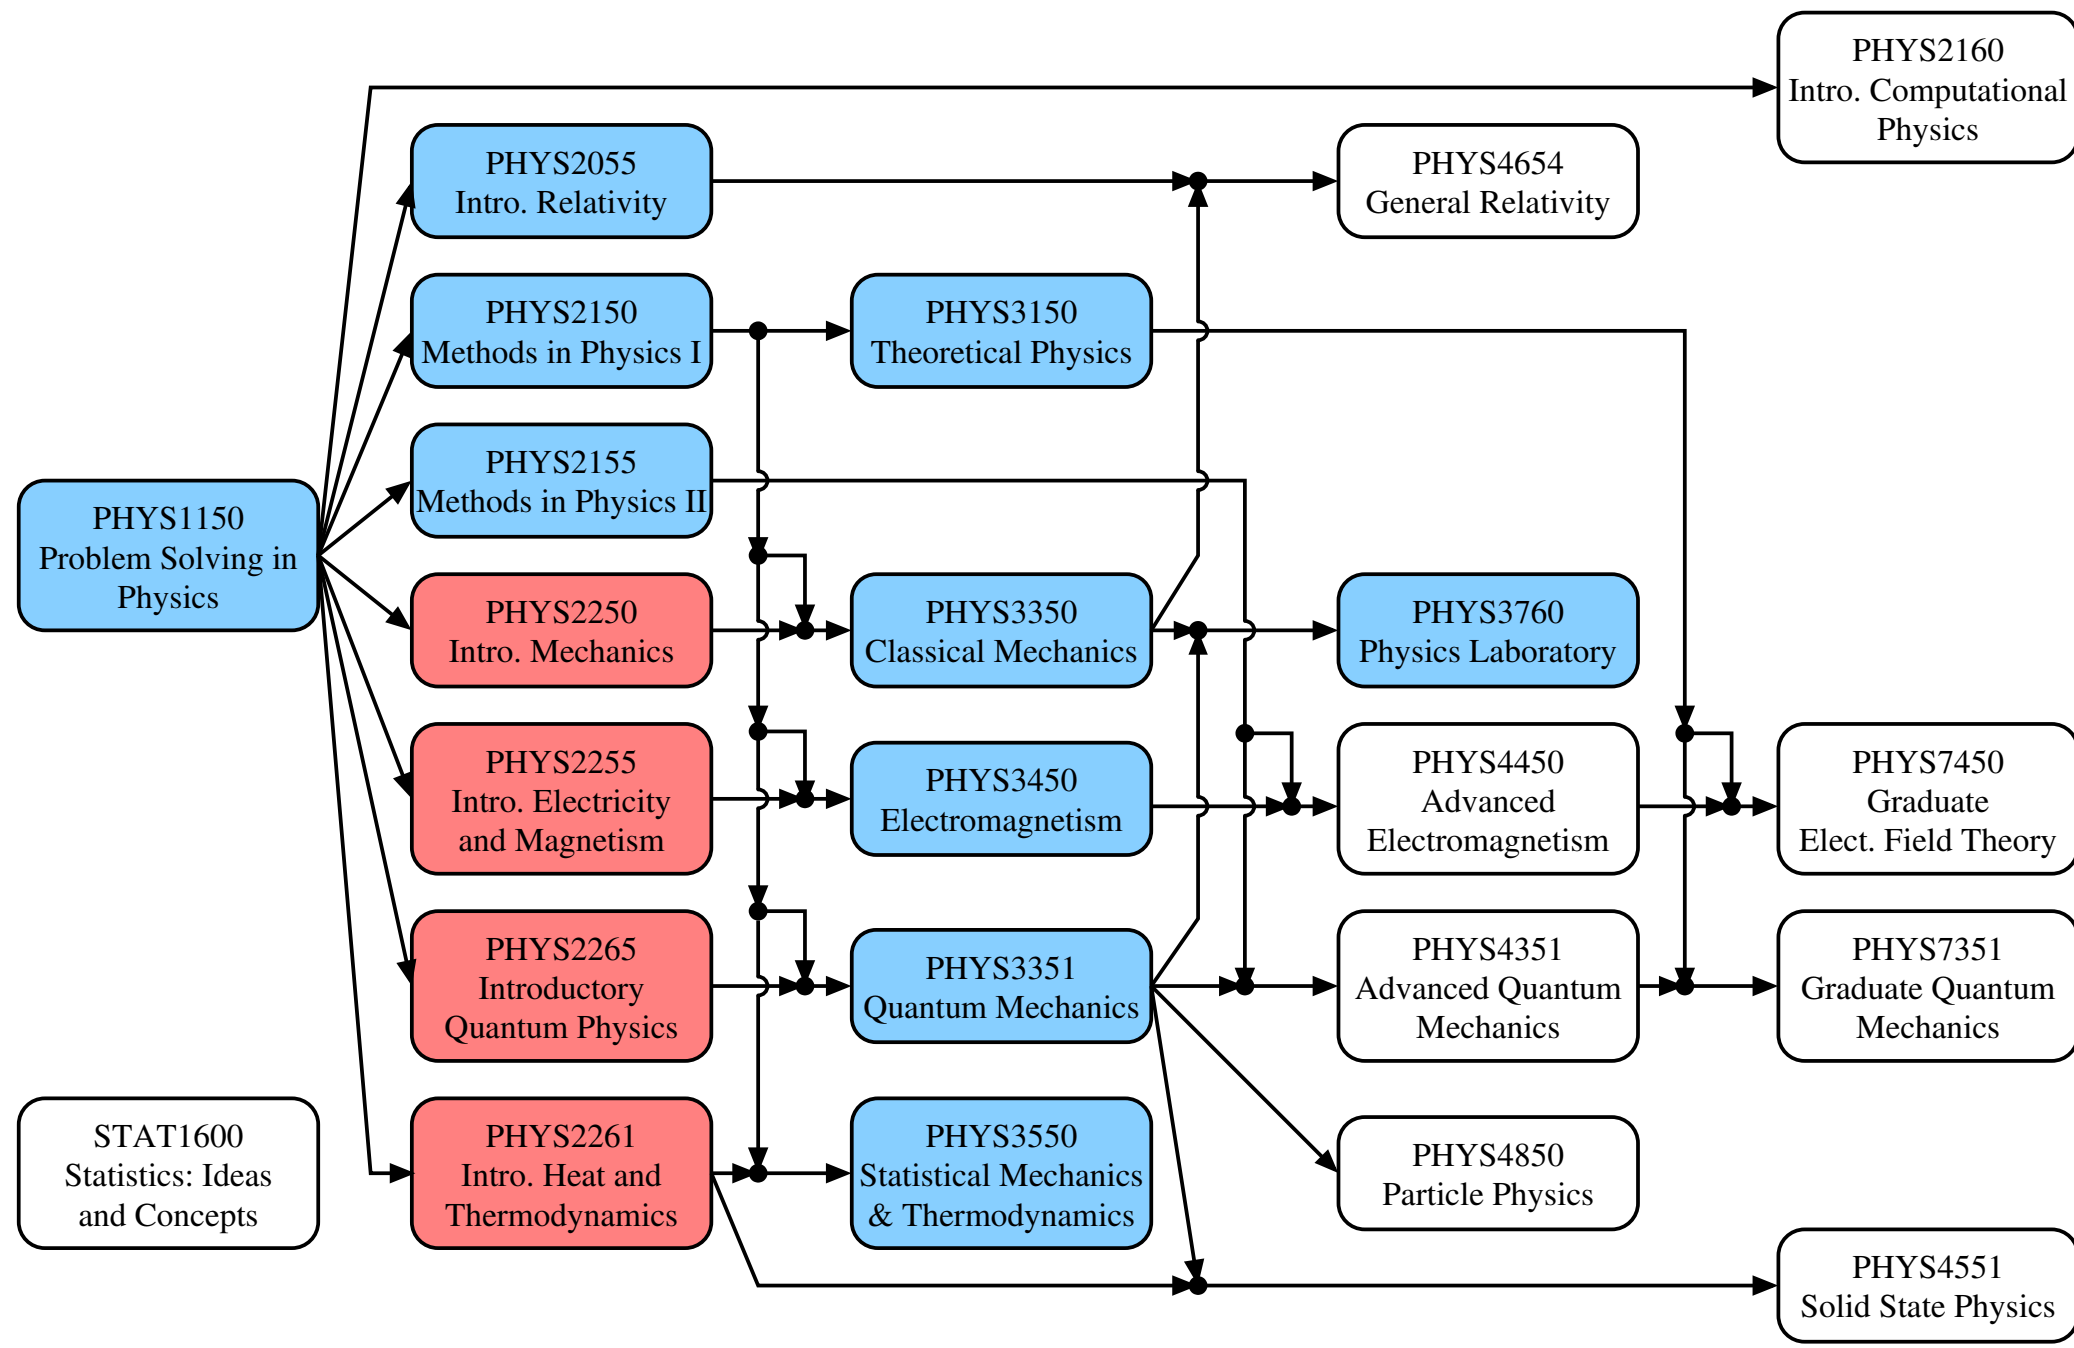 PHYS2160
Intro. Computational
Physics
PHYS2055
Intro. Relativity
PHYS4654
General Relativity
PHYS2150
Methods in Physics I
PHYS3150
Theoretical Physics
PHYS2155
Methods in Physics II
PHYS1150
Problem Solving in
Physics
PHYS2250
Intro. Mechanics
PHYS3350
Classical Mechanics
PHYS3760
Physics Laboratory
PHYS2255
Intro. Electricity
and Magnetism
PHYS3450
Electromagnetism
PHYS4450
Advanced
Electromagnetism
PHYS7450
Graduate
Elect. Field Theory
PHYS2265
Introductory
Quantum Physics
PHYS3351
Quantum Mechanics
PHYS4351
Advanced Quantum
Mechanics
PHYS7351
Graduate Quantum
Mechanics
STAT1600
Statistics: Ideas
and Concepts
PHYS2261
Intro. Heat and
Thermodynamics
PHYS3550
Statistical Mechanics
& Thermodynamics
PHYS4850
Particle Physics
PHYS4551
Solid State Physics